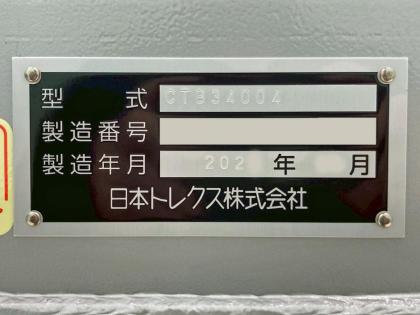 型式 CTB34004
製造番号
製造年月 202 年 月
日本トレクス株式会社